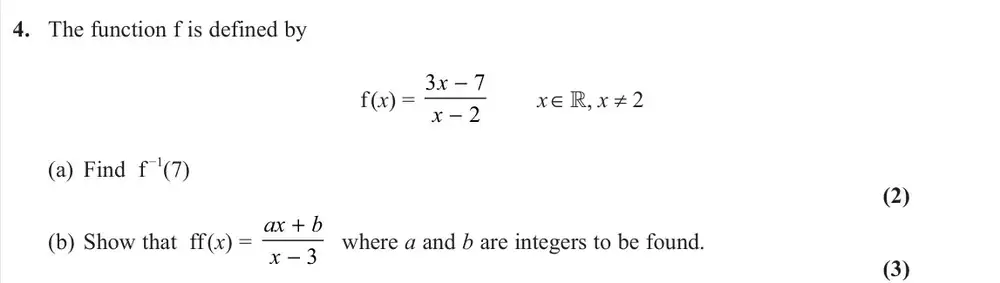 4. The function f is defined by
f(x) = (3x − 7)/(x − 2)    x ∈ ℝ, x ≠ 2
(a) Find f⁻¹(7)
(2)
(b) Show that ff(x) = (ax + b)/(x − 3) where a and b are integers to be found.
(3)